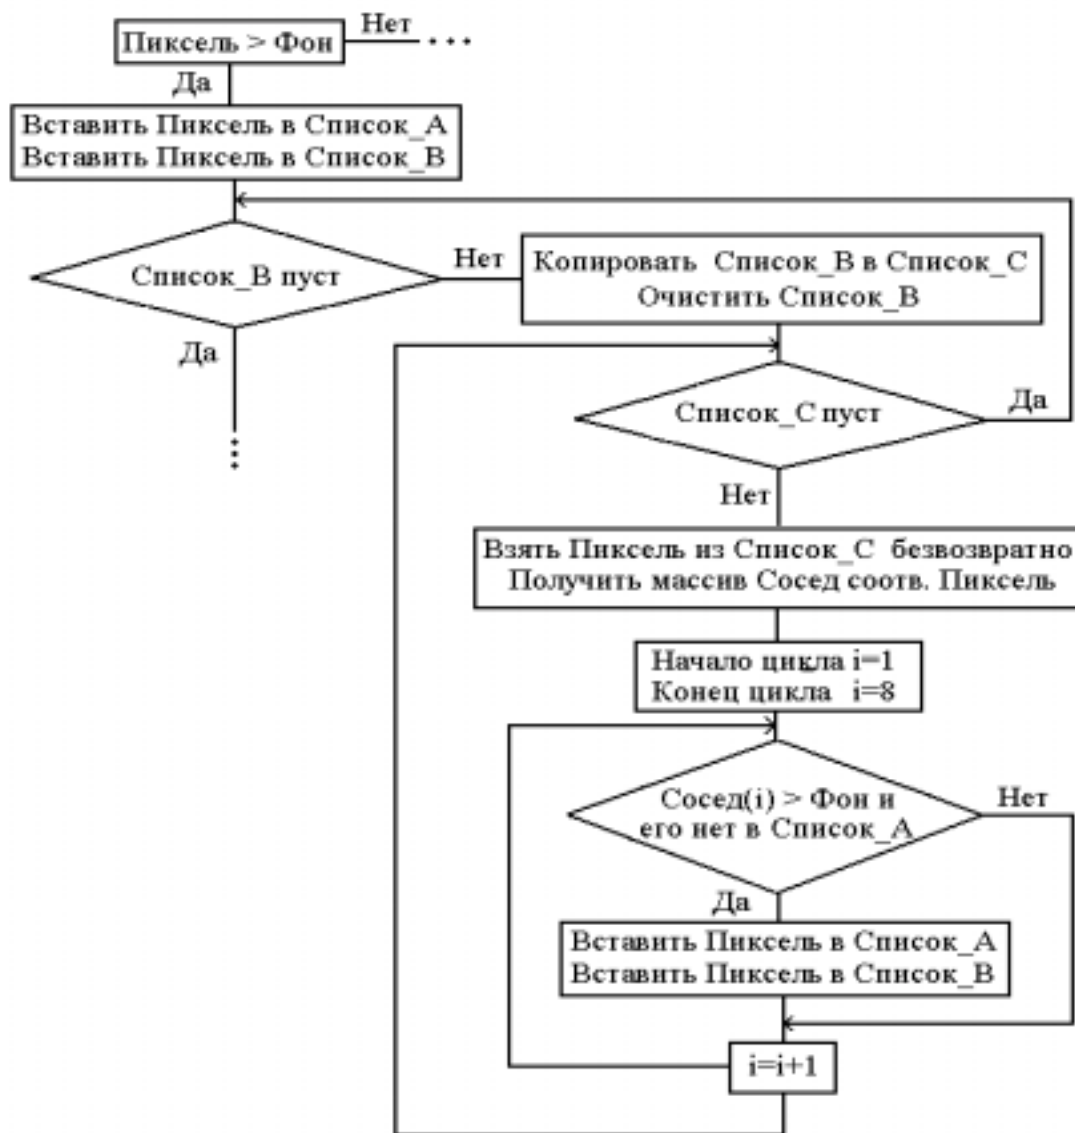 Пиксель > Фон
Нет
Да
Вставить Пиксель в Список_А
Вставить Пиксель в Список_В
Список_В пуст
Нет
Копировать Список_В в Список_С
Очистить Список_В
Да
Список_С пуст
Да
Нет
Взять Пиксель из Список_С безвозвратно
Получить массив Сосед соотв. Пиксель
Начало цикла i=1
Конец цикла i=8
Сосед(i) > Фон и
его нет в Список_А
Нет
Да
Вставить Пиксель в Список_А
Вставить Пиксель в Список_В
i=i+1